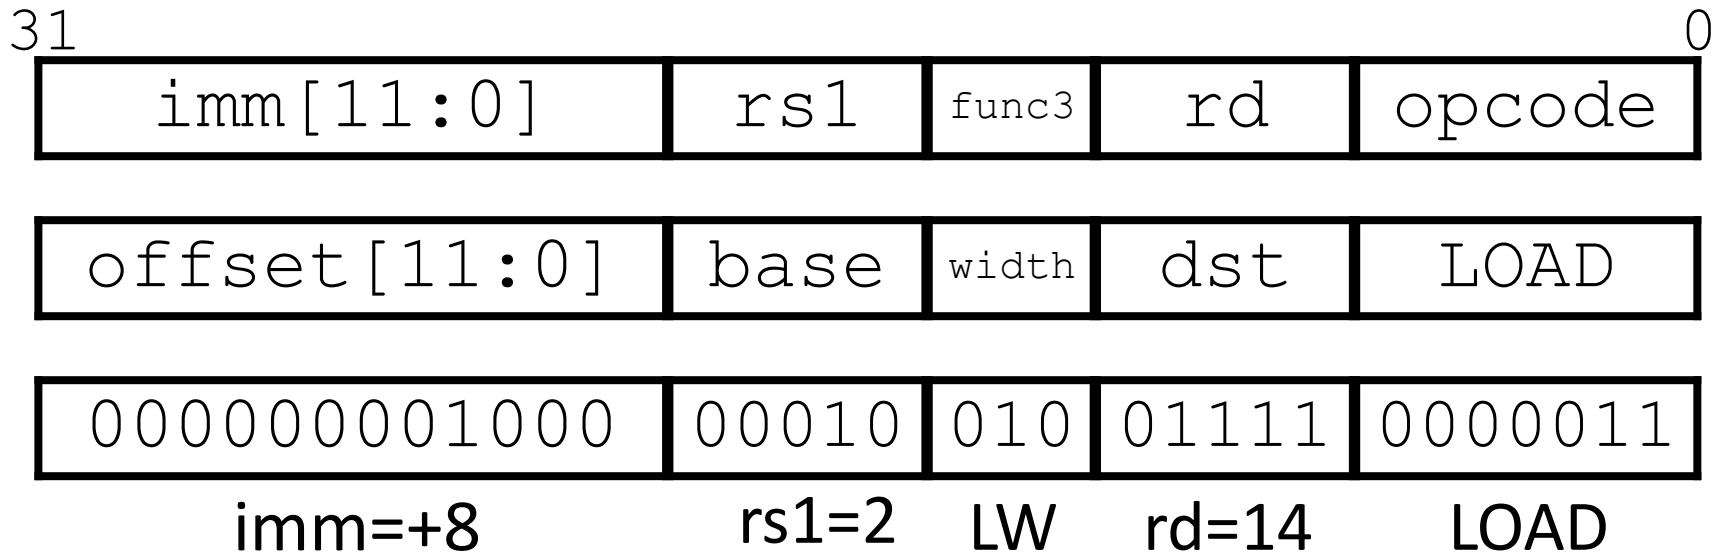 31 0
imm[11:0] rs1 func3 rd opcode
offset[11:0] base width dst LOAD
000000001000 00010 010 01111 0000011
imm=+8 rs1=2 LW rd=14 LOAD